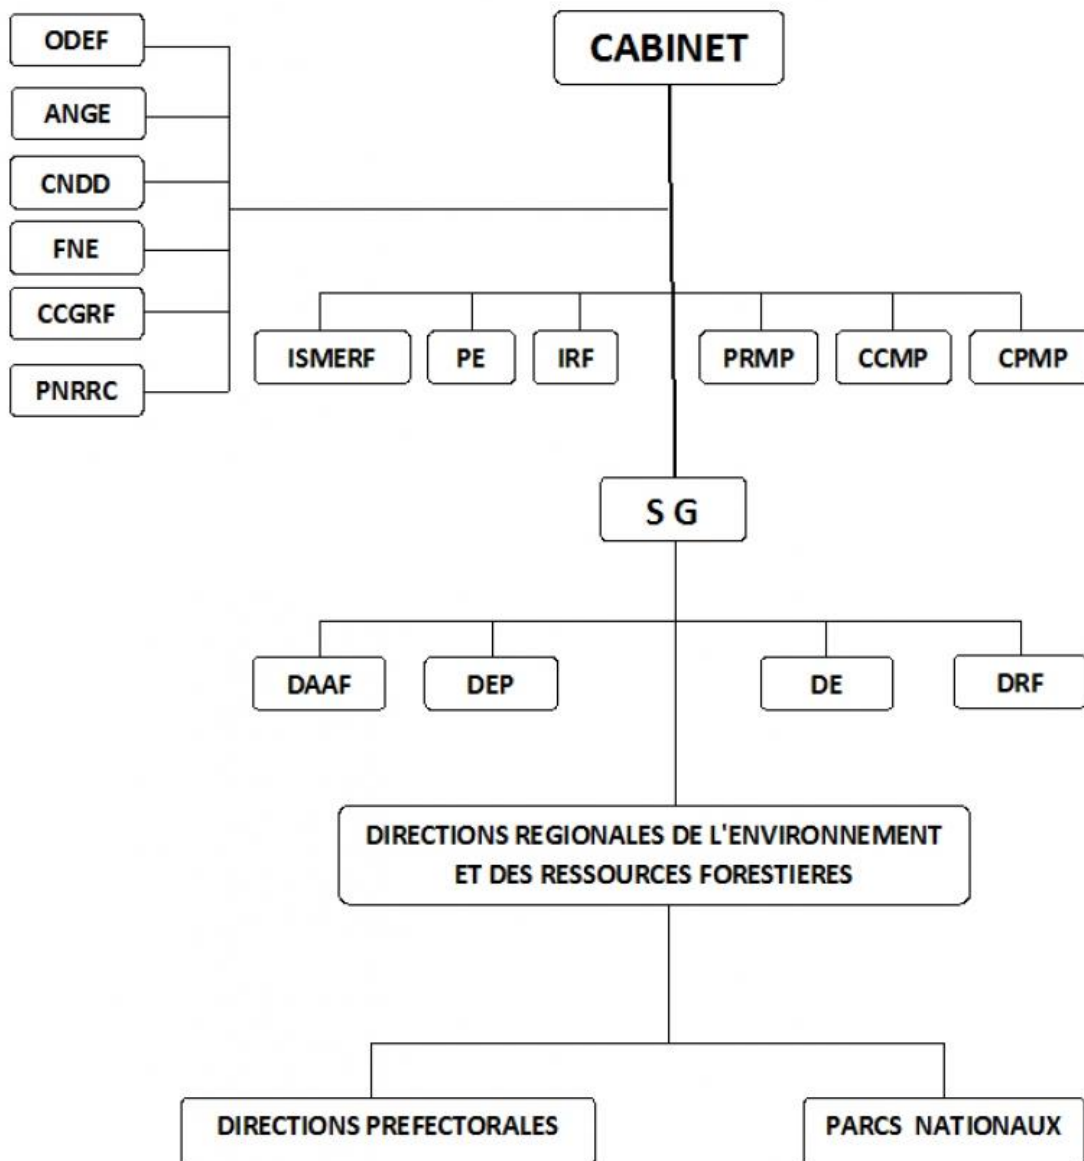 CABINET
ODEF
ANGE
CNDD
FNE
CCGRF
PNRRC
ISMERF
PE
IRF
PRMP
CCMP
CPMP
S G
DAAF
DEP
DE
DRF
DIRECTIONS REGIONALES DE L'ENVIRONNEMENT
ET DES RESSOURCES FORESTIERES
DIRECTIONS PREFECTORALES
PARCS NATIONAUX